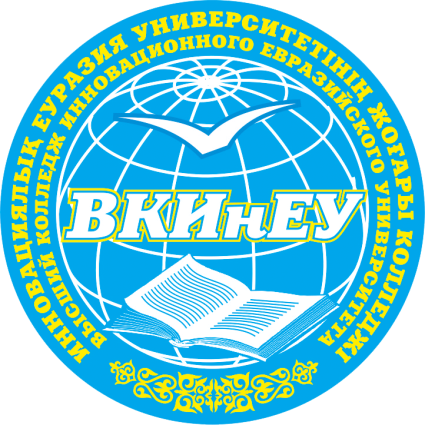 ИННОВАЦИЯЛЫҚ ЕУРАЗИЯ УНИВЕРСИТЕТІНІҢ ЖОҒАРЫ КОЛЛЕДЖІ
ВЫСШИЙ КОЛЛЕДЖ ИННОВАЦИОННОГО ЕВРАЗИЙСКОГО УНИВЕРСИТЕТА
ВКИнЕУ